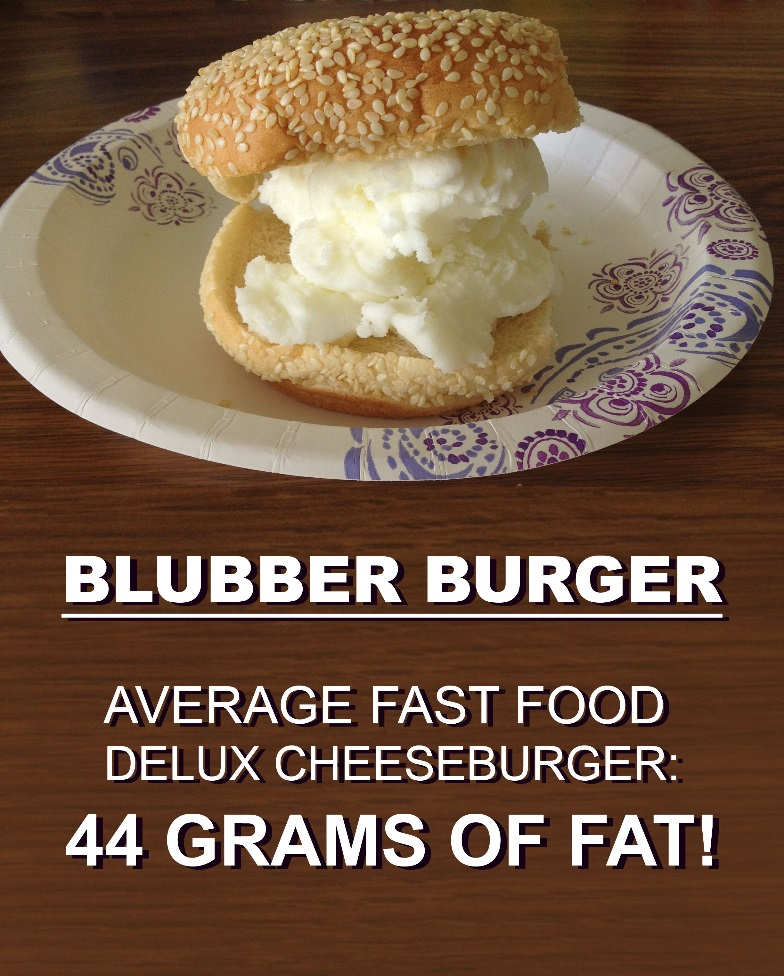 BLUBBER BURGER
AVERAGE FAST FOOD
DELUX CHEESEBURGER:
44 GRAMS OF FAT!